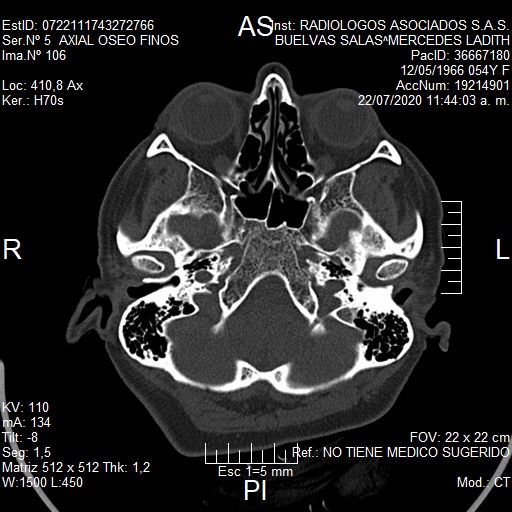 EstID: 0722111743272766
Ser.Nº 5 AXIAL OSEO FINOS
Ima.Nº 106
Loc: 410,8 Ax
Ker.: H70s
AS
Inst: RADIOLOGOS ASOCIADOS S.A.S.
BUELVAS SALAS^MERCEDES LADITH
PacID: 36667180
12/05/1966 054Y F
AccNum: 19214901
22/07/2020 11:44:03 a. m.
R
L
KV: 110
mA: 134
Tilt: -8
Seg: 1,5
Matriz 512 x 512 Thk: 1,2
W:1500 L:450
Esc 1=5 mm
PI
FOV: 22 x 22 cm
Ref.: NO TIENE MEDICO SUGERIDO
Mod.: CT